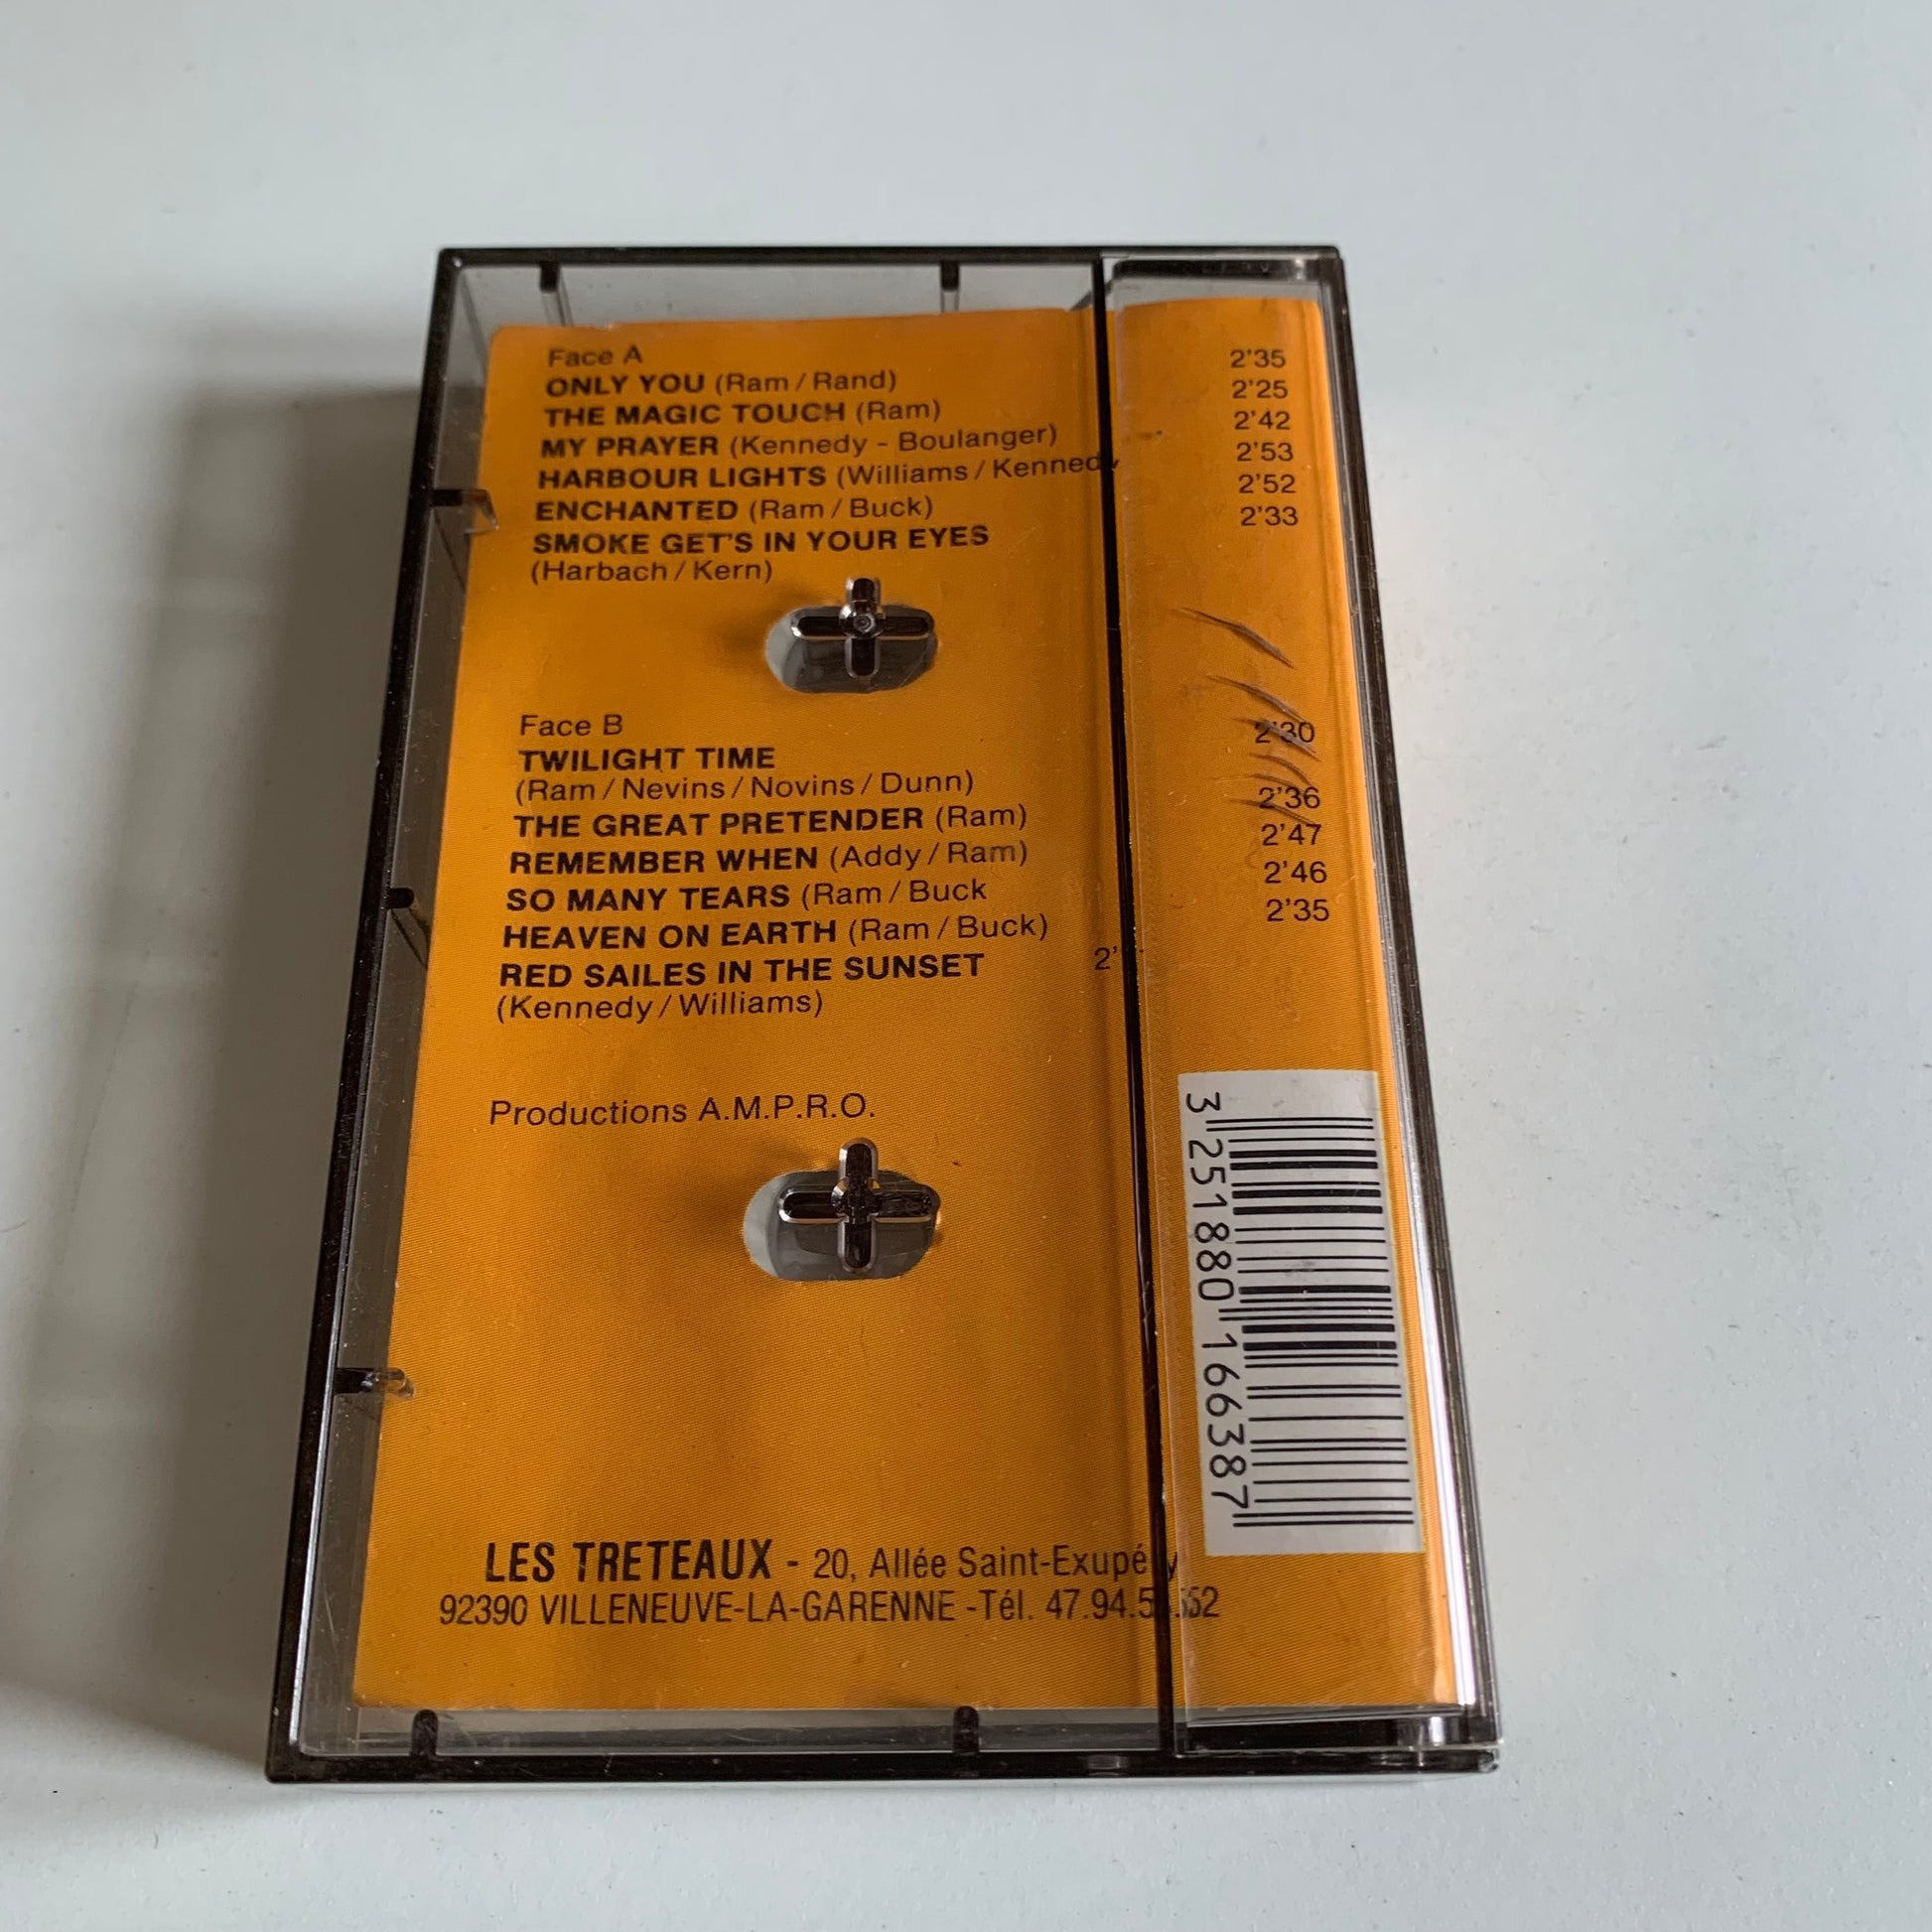 Face A
ONLY YOU (Ram / Rand) 2'35
THE MAGIC TOUCH (Ram) 2'25
MY PRAYER (Kennedy - Boulanger) 2'42
HARBOUR LIGHTS (Williams / Kennedy 2'53
ENCHANTED (Ram / Buck) 2'52
SMOKE GET'S IN YOUR EYES 2'33
(Harbach / Kern)
Face B
TWILIGHT TIME 2'30
(Ram / Nevins / Novins / Dunn)
THE GREAT PRETENDER (Ram) 2'36
REMEMBER WHEN (Addy / Ram) 2'47
SO MANY TEARS (Ram / Buck 2'46
HEAVEN ON EARTH (Ram / Buck) 2'35
RED SAILES IN THE SUNSET
(Kennedy / Williams)
Productions A.M.P.R.O.
3 251880 166387
LES TRETEAUX - 20, Allée Saint-Exupéry
92390 VILLENEUVE-LA-GARENNE - Tél.